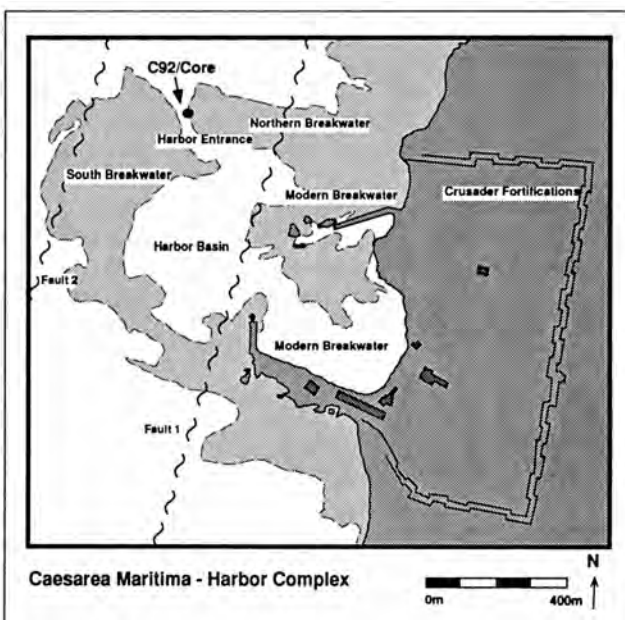 C92/Core
Northern Breakwater
Harbor Entrance
South Breakwater
Modern Breakwater
Crusader Fortifications
Harbor Basin
Fault 2
Modern Breakwater
Fault 1
Caesarea Maritima - Harbor Complex
N
0m 400m